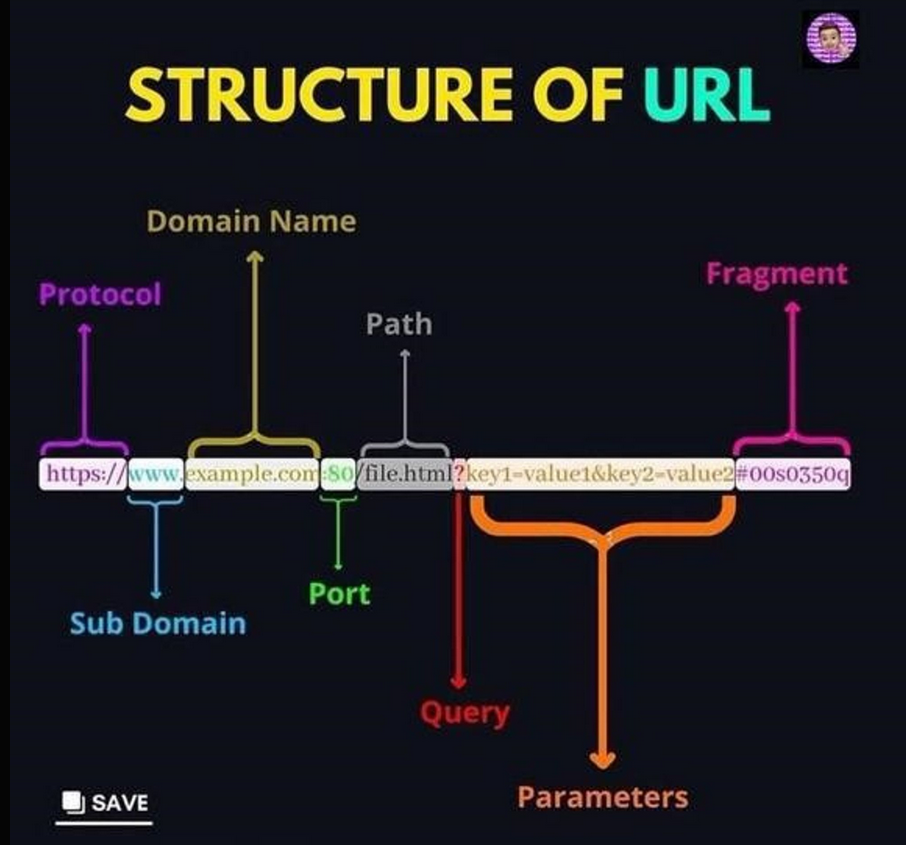 STRUCTURE OF URL
Domain Name
Protocol
Fragment
Path
https://www.example.com:80/file.html?key1=value1&key2=value2#00s0350q
Port
Sub Domain
Query
Parameters
SAVE